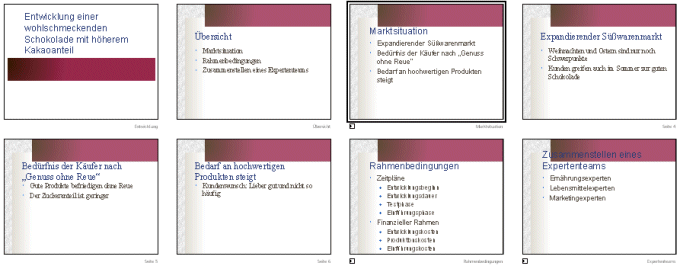 Entwicklung einer
wohlschmeckenden
Schokolade mit höherem
Kakaoanteil
Entwicklung
Übersicht
Marktsituation
Rahmenbedingungen
Zusammenstellen eines Expertenteams
Übersicht
Marktsituation
Expandierender Süßwarenmarkt
Bedürfnis der Käufer nach „Genuss
ohne Reue“
Bedarf an hochwertigen Produkten
steigt
Marktsituation
Expandierender Süßwarenmarkt
Weihnachten und Ostern sind nur noch
Schwerpunkte
Kunden greifen auch im Sommer zur guten
Schokolade
Seite 4
Bedürfnis der Käufer nach
„Genuss ohne Reue“
Gute Produkte befriedigen ohne Reue
Der Zuckeranteil ist geringer
Seite 5
Bedarf an hochwertigen
Produkten steigt
Kundenwunsch: Lieber gut und nicht so
häufig
Seite 6
Rahmenbedingungen
Zeitpläne
Entwicklungsbeginn
Entwicklungsdauer
Testphase
Einführungsphase
Finanzieller Rahmen
Entwicklungskosten
Produktionskosten
Einführungskosten
Rahmenbedingungen
Zusammenstellen eines
Expertenteams
Ernährungsexperten
Lebensmittelexperten
Marketingexperten
Expertenteams